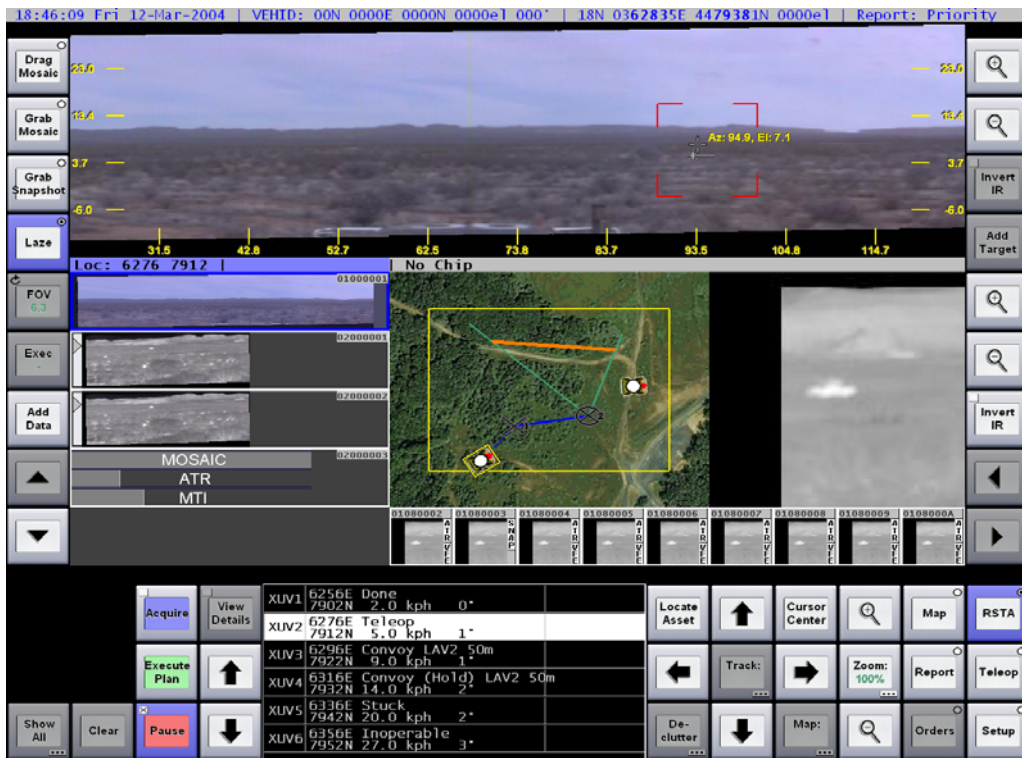 18:46:09 Fri 12-Mar-2004 | VEHID: 00N 0000E 0000N 0000el 000' | 18N 0362835E 4479381N 0000el | Report: Priority
Drag Mosaic
Grab Mosaic
Grab Snapshot
Laze
13.4
3.7
-6.0
3.7
-6.0
Az: 94.9, El: 7.1
31.5 42.8 52.7 62.5 73.8 83.7 93.5 104.8 114.7
Invert IR
Add Target
Loc: 6276 7912 | | No Chip
FOV
6.3
Exec
-
Add Data
01000001
02000001
02000002
02000003
MOSAIC
ATR
MTI
2
Invert IR
01080002 01080003 01080004 01080005 01080006 01080007 01080008 01080009 0108000A
SNAP
Acquire
View Details
Execute Plan
Show All
Clear
Pause
XUV1 6256E Done
7902N 2.0 kph 0°
XUV2 6276E Teleop
7912N 5.0 kph 1°
XUV3 6296E Convoy LAV2 50m
7922N 9.0 kph 1°
XUV4 6316E Convoy (Hold) LAV2 50m
7932N 14.0 kph 2°
XUV5 6336E Stuck
7942N 20.0 kph 2°
XUV6 6356E Inoperable
7952N 27.0 kph 3°
Locate Asset
Cursor Center
Map
RSTA
Track:
Zoom:
100%
Report
Teleop
De-clutter
Map:
Orders
Setup